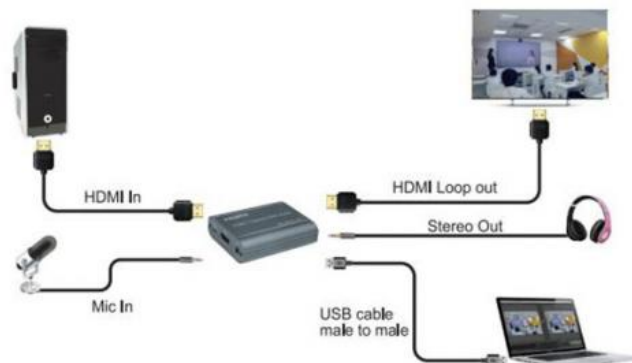 HDMI In
HDMI Loop out
Stereo Out
Mic In
USB cable
male to male